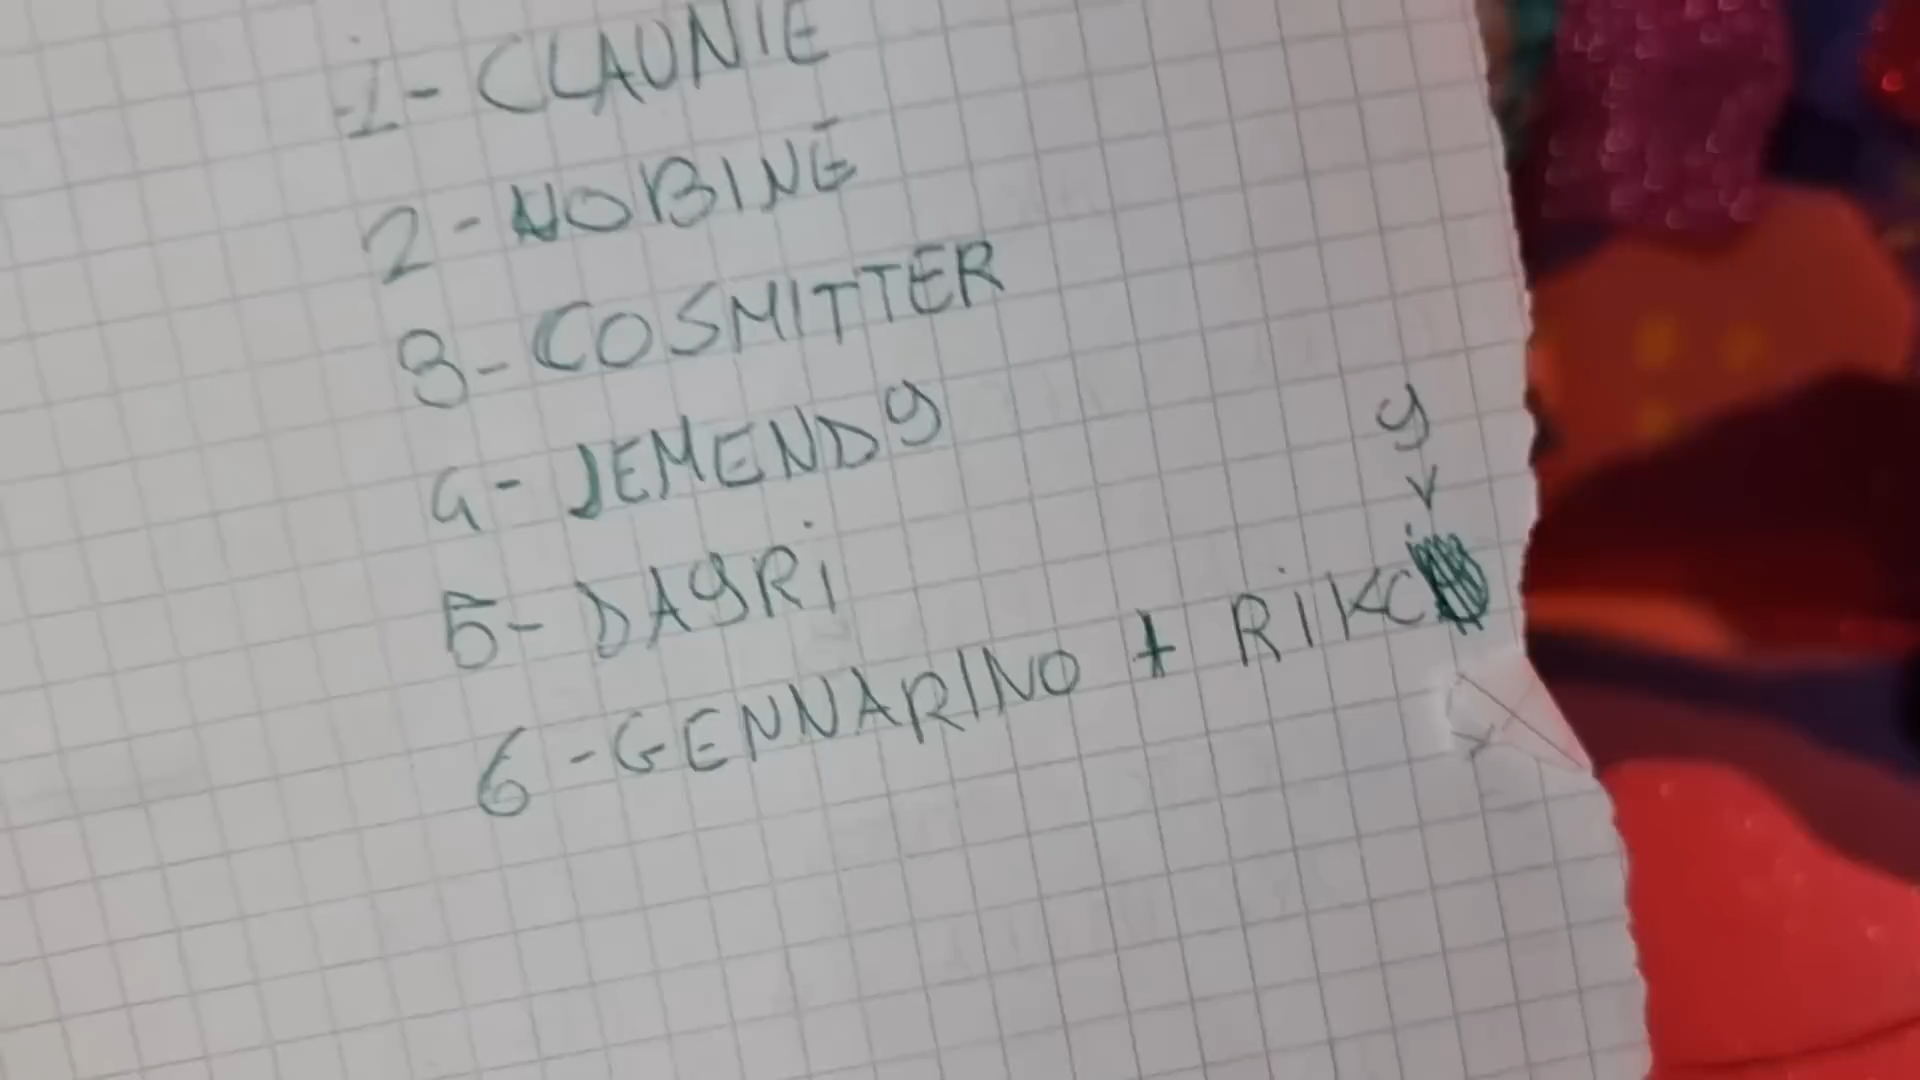 1- CLAUNIE
2- NOBINE
3- COSMITTER
4- JEMENDY
5- DAYRi
y
v
6- GENNARINO + RiKC